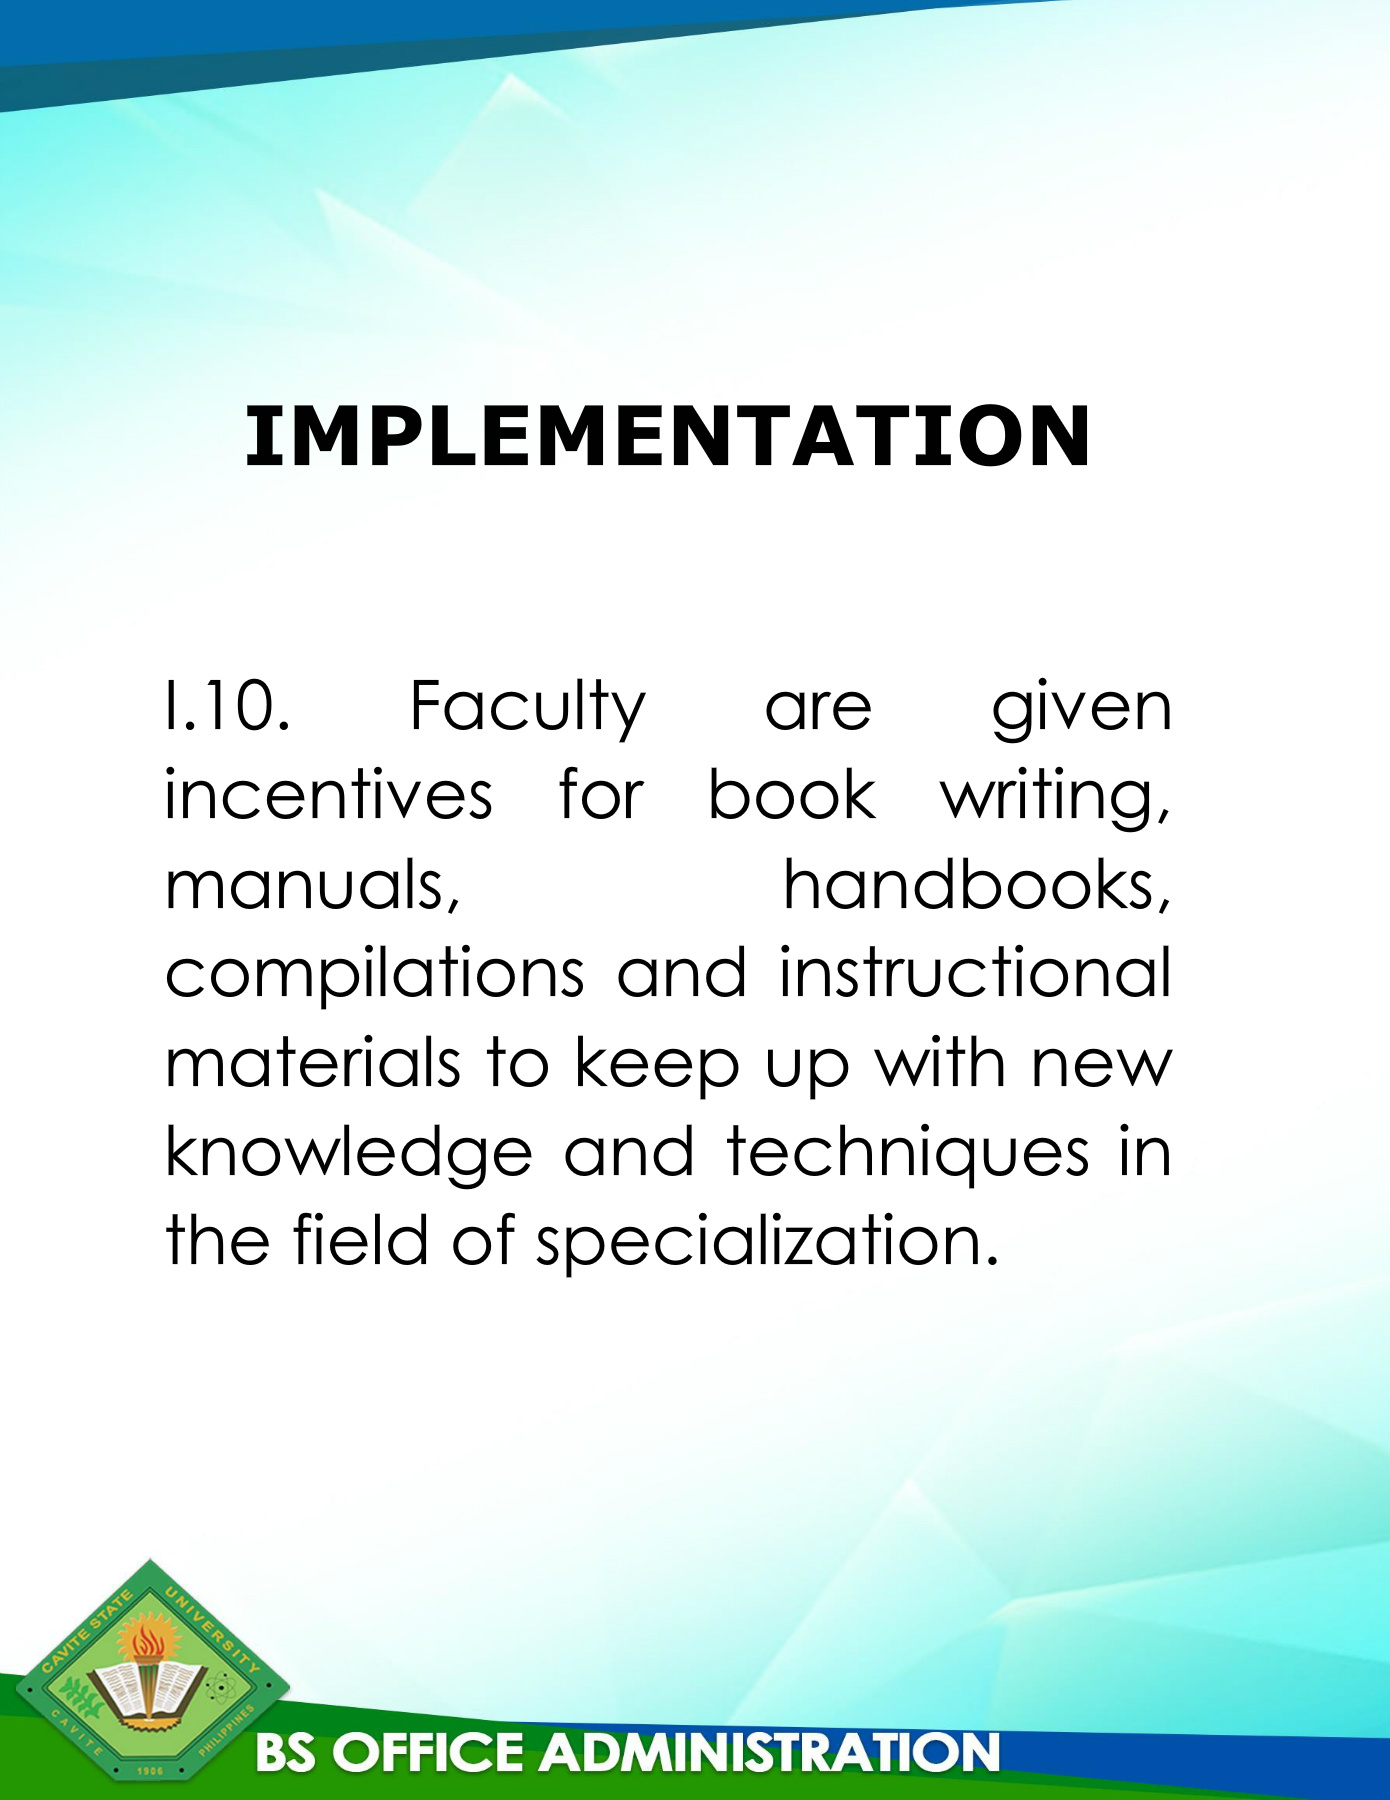 IMPLEMENTATION
I.10. Faculty are given
incentives for book writing,
manuals, handbooks,
compilations and instructional
materials to keep up with new
knowledge and techniques in
the field of specialization.
CAVITE STATE UNIVERSITY
CAVITE PHILIPPINES
1906
BS OFFICE ADMINISTRATION